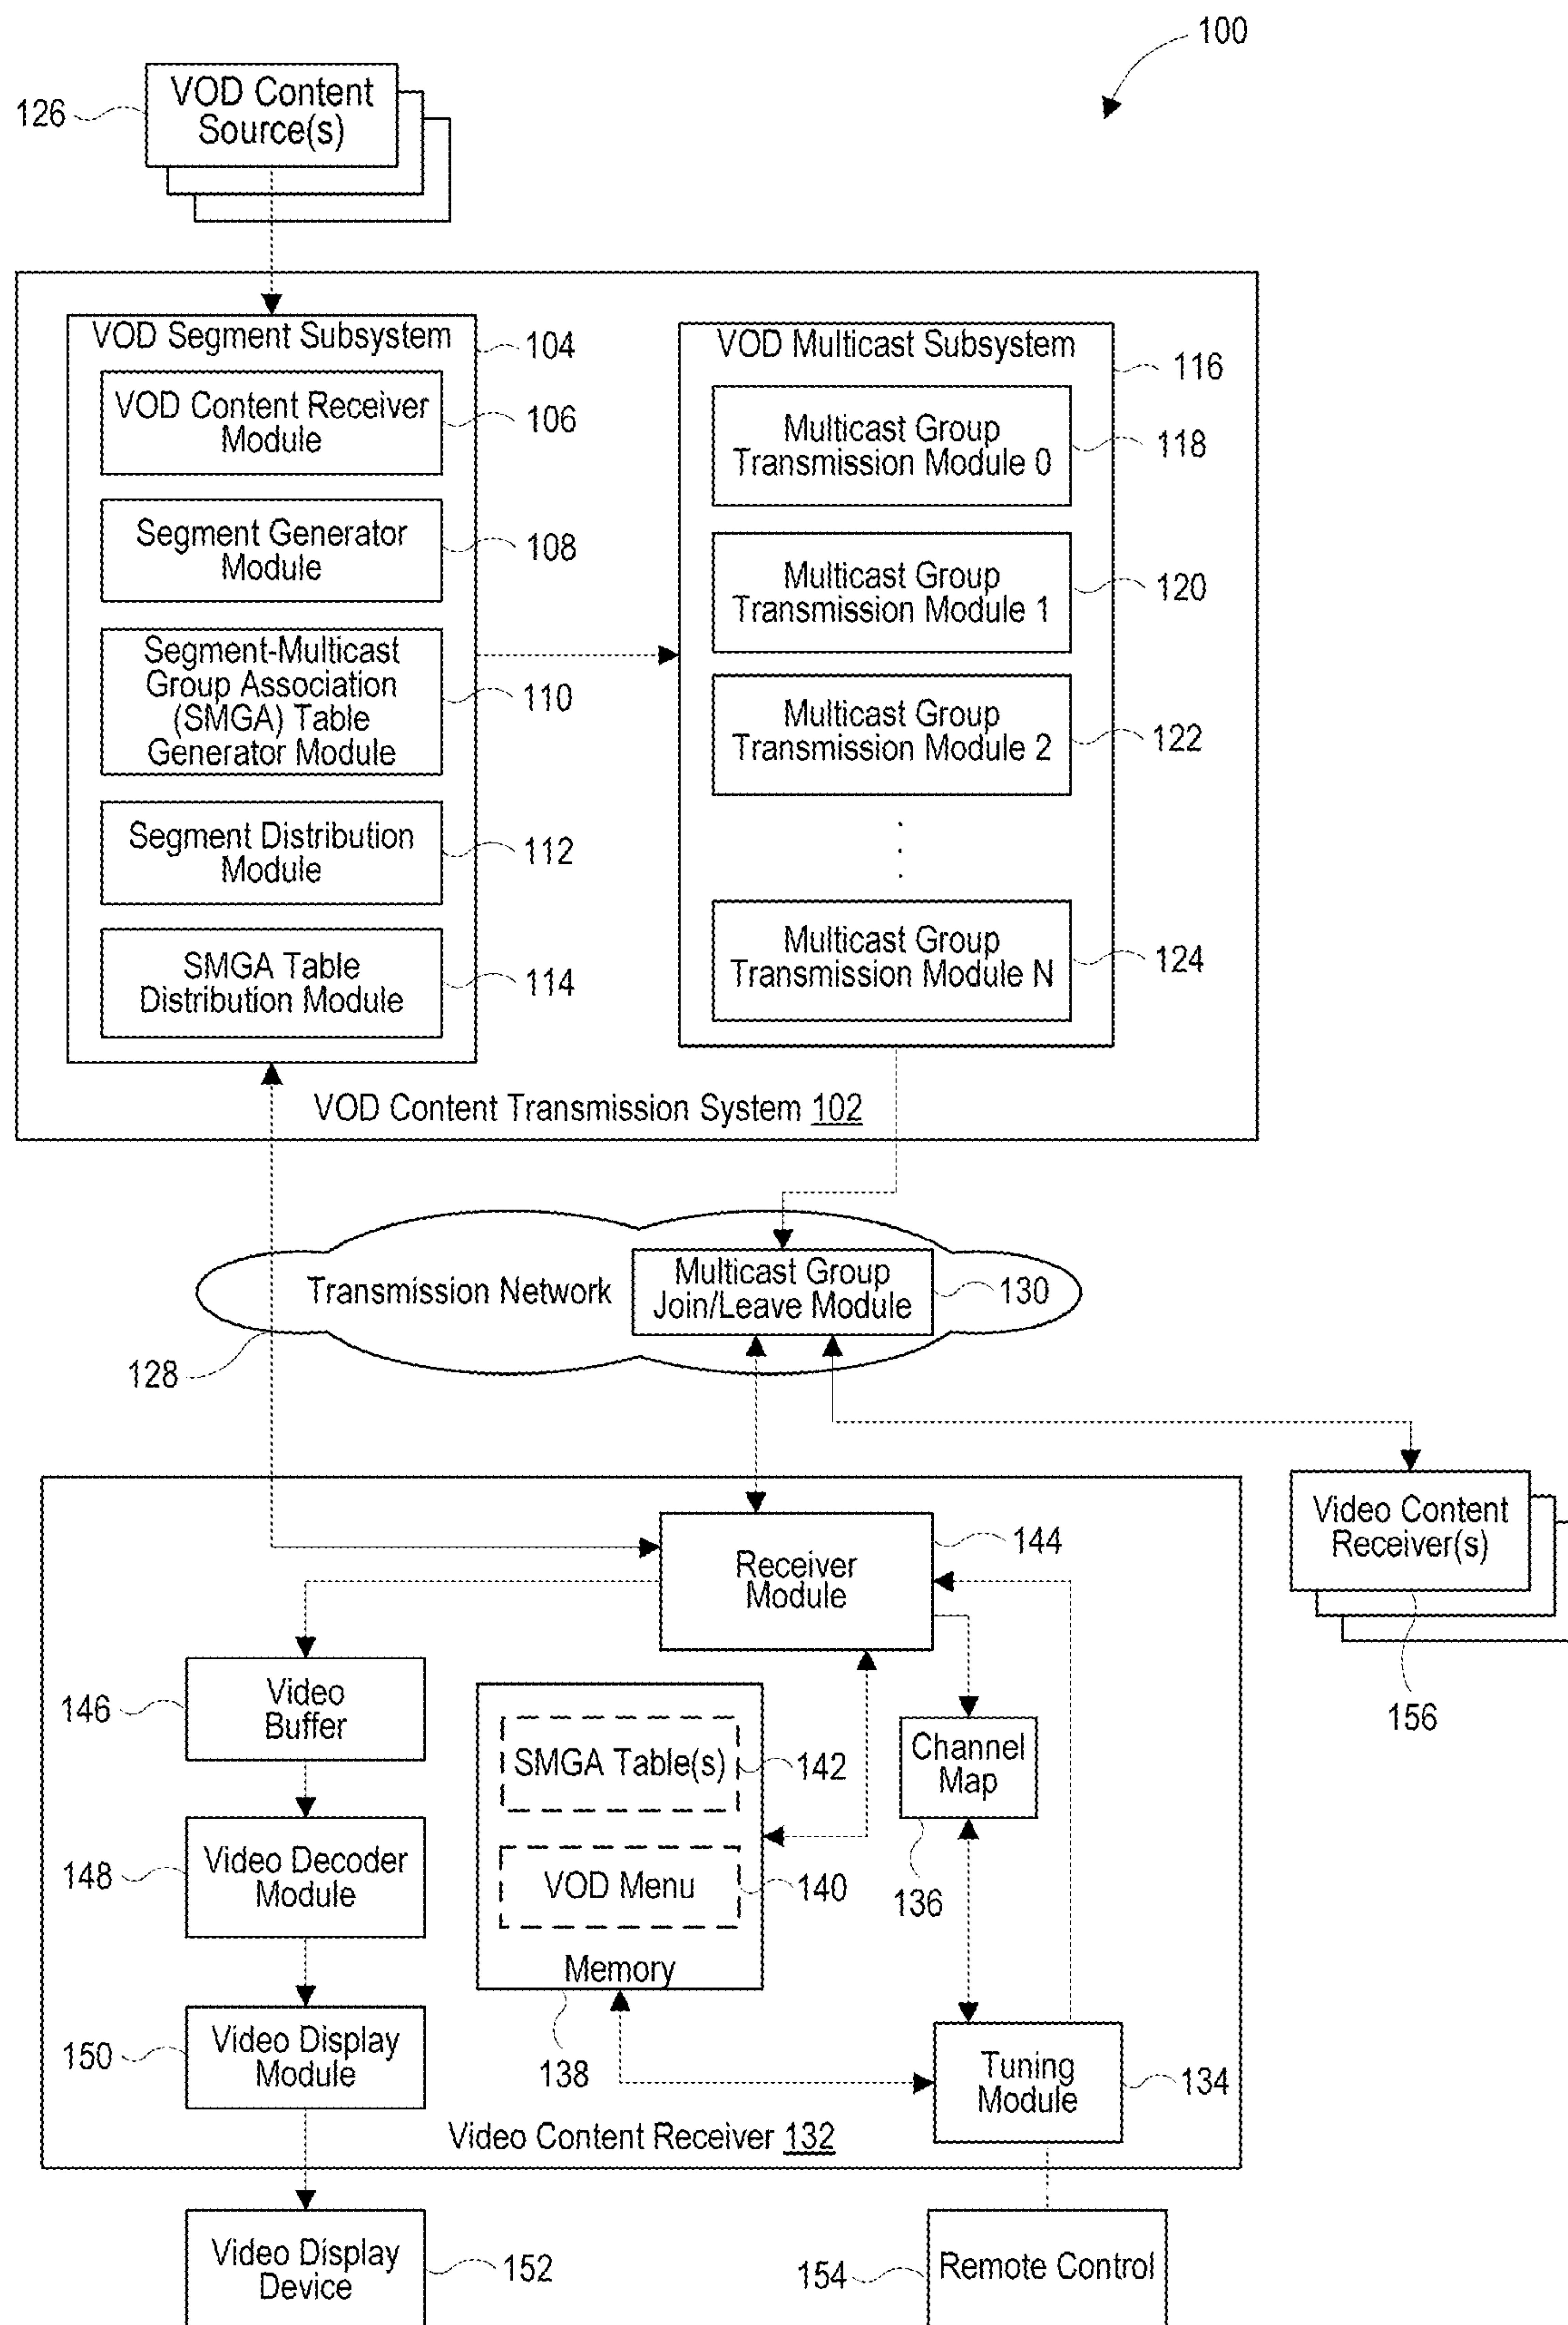 100
VOD Content
Source(s)
126
VOD Segment Subsystem
104
VOD Content Receiver
Module
106
Segment Generator
Module
108
Segment-Multicast
Group Association
(SMGA) Table
Generator Module
110
Segment Distribution
Module
112
SMGA Table
Distribution Module
114
VOD Multicast Subsystem
116
Multicast Group
Transmission Module 0
118
Multicast Group
Transmission Module 1
120
Multicast Group
Transmission Module 2
122
Multicast Group
Transmission Module N
124
VOD Content Transmission System 102
Transmission Network
Multicast Group
Join/Leave Module
130
128
Receiver
Module
144
Video Content
Receiver(s)
156
Video
Buffer
146
SMGA Table(s)
142
Channel
Map
136
Video Decoder
Module
148
VOD Menu
140
Memory
138
Video Display
Module
150
Tuning
Module
134
Video Content Receiver 132
Video Display
Device
152
154
Remote Control